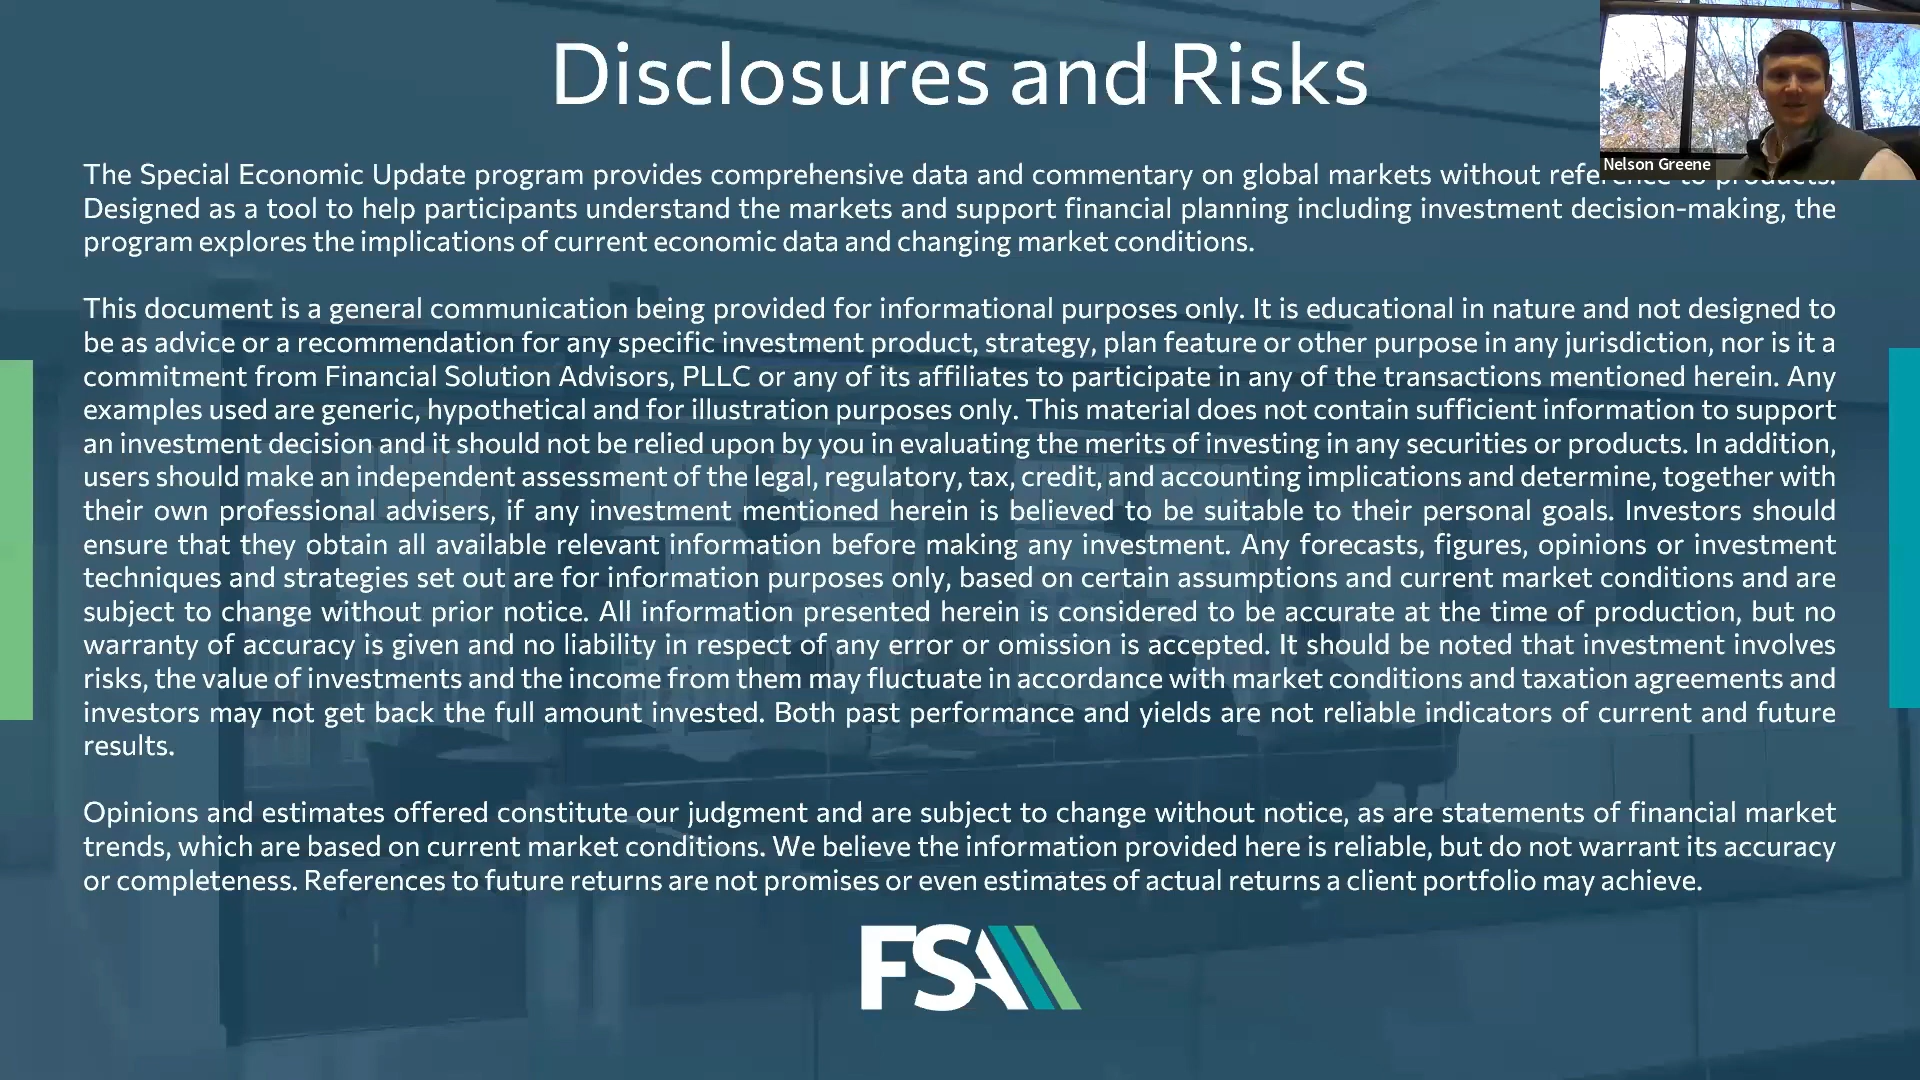 Disclosures and Risks
Nelson Greene
The Special Economic Update program provides comprehensive data and commentary on global markets without reference to products.
Designed as a tool to help participants understand the markets and support financial planning including investment decision-making, the
program explores the implications of current economic data and changing market conditions.
This document is a general communication being provided for informational purposes only. It is educational in nature and not designed to
be as advice or a recommendation for any specific investment product, strategy, plan feature or other purpose in any jurisdiction, nor is it a
commitment from Financial Solution Advisors, PLLC or any of its affiliates to participate in any of the transactions mentioned herein. Any
examples used are generic, hypothetical and for illustration purposes only. This material does not contain sufficient information to support
an investment decision and it should not be relied upon by you in evaluating the merits of investing in any securities or products. In addition,
users should make an independent assessment of the legal, regulatory, tax, credit, and accounting implications and determine, together with
their own professional advisers, if any investment mentioned herein is believed to be suitable to their personal goals. Investors should
ensure that they obtain all available relevant information before making any investment. Any forecasts, figures, opinions or investment
techniques and strategies set out are for information purposes only, based on certain assumptions and current market conditions and are
subject to change without prior notice. All information presented herein is considered to be accurate at the time of production, but no
warranty of accuracy is given and no liability in respect of any error or omission is accepted. It should be noted that investment involves
risks, the value of investments and the income from them may fluctuate in accordance with market conditions and taxation agreements and
investors may not get back the full amount invested. Both past performance and yields are not reliable indicators of current and future
results.
Opinions and estimates offered constitute our judgment and are subject to change without notice, as are statements of financial market
trends, which are based on current market conditions. We believe the information provided here is reliable, but do not warrant its accuracy
or completeness. References to future returns are not promises or even estimates of actual returns a client portfolio may achieve.
FSA